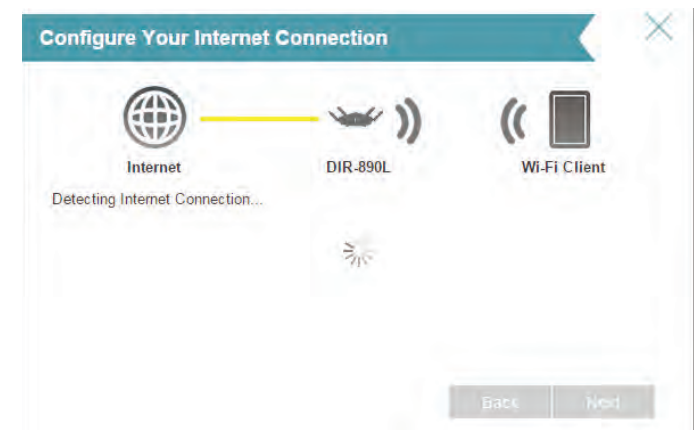 Configure Your Internet Connection
Internet DIR-890L Wi-Fi Client
Detecting Internet Connection...
Back Next